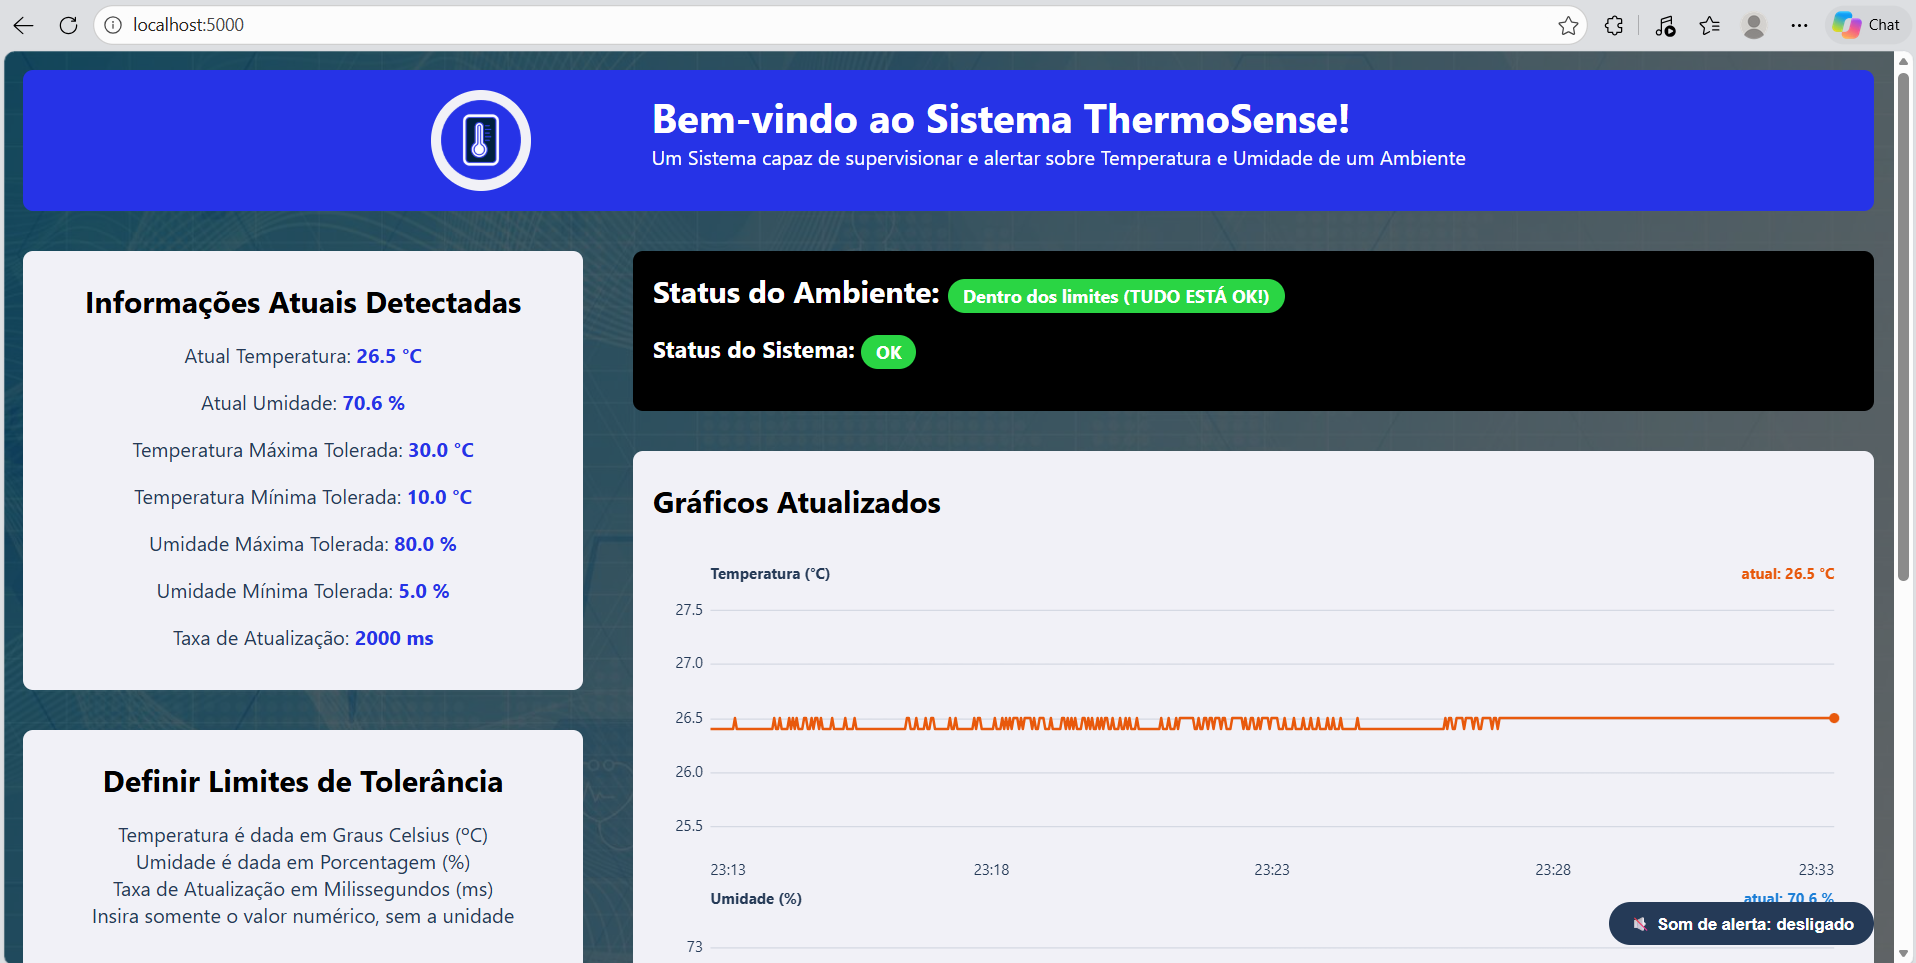 localhost:5000
Chat
Bem-vindo ao Sistema ThermoSense!
Um Sistema capaz de supervisionar e alertar sobre Temperatura e Umidade de um Ambiente
Informações Atuais Detectadas
Atual Temperatura: 26.5 °C
Atual Umidade: 70.6 %
Temperatura Máxima Tolerada: 30.0 °C
Temperatura Mínima Tolerada: 10.0 °C
Umidade Máxima Tolerada: 80.0 %
Umidade Mínima Tolerada: 5.0 %
Taxa de Atualização: 2000 ms
Definir Limites de Tolerância
Temperatura é dada em Graus Celsius (ºC)
Umidade é dada em Porcentagem (%)
Taxa de Atualização em Milissegundos (ms)
Insira somente o valor numérico, sem a unidade
Status do Ambiente: Dentro dos limites (TUDO ESTÁ OK!)
Status do Sistema: OK
Gráficos Atualizados
Temperatura (°C)
atual: 26.5 °C
27.5
27.0
26.5
26.0
25.5
23:13 23:18 23:23 23:28 23:33
Umidade (%)
atual: 70.6 %
73
Som de alerta: desligado